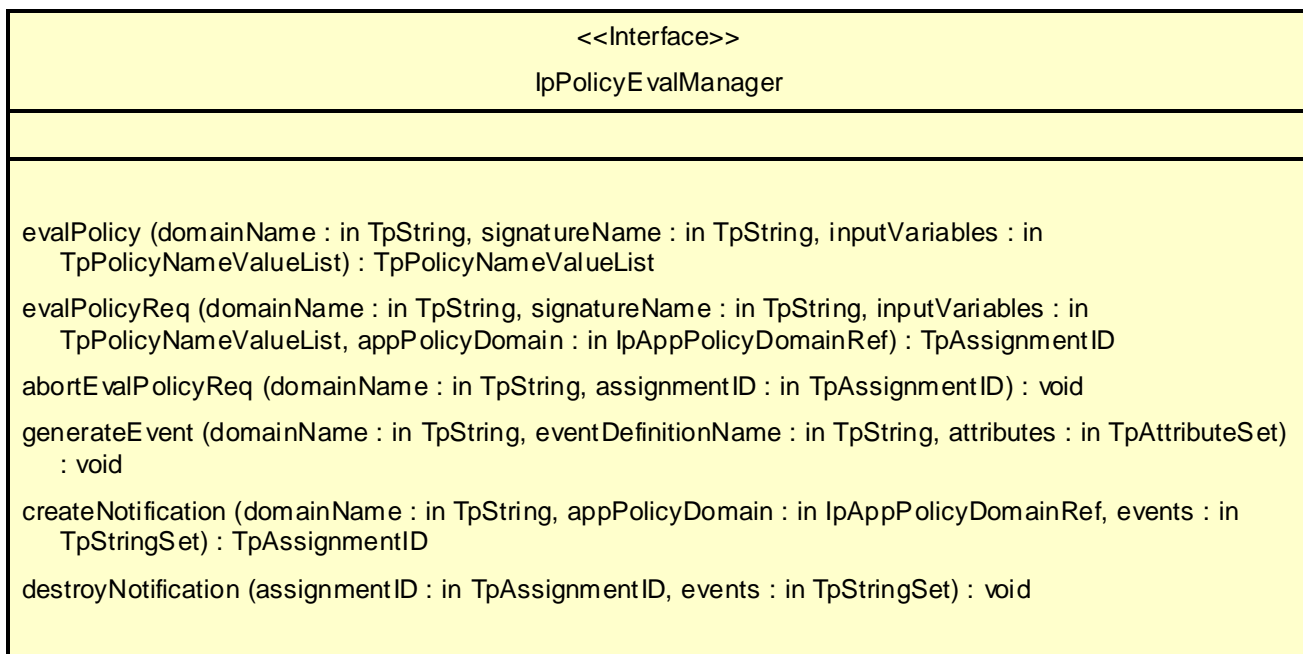 <<Interface>>
IpPolicyEvalManager
evalPolicy (domainName : in TpString, signatureName : in TpString, inputVariables : in
TpPolicyNameValueList) : TpPolicyNameValueList
evalPolicyReq (domainName : in TpString, signatureName : in TpString, inputVariables : in
TpPolicyNameValueList, appPolicyDomain : in IpAppPolicyDomainRef) : TpAssignmentID
abortEvalPolicyReq (domainName : in TpString, assignmentID : in TpAssignmentID) : void
generateEvent (domainName : in TpString, eventDefinitionName : in TpString, attributes : in TpAttributeSet)
: void
createNotification (domainName : in TpString, appPolicyDomain : in IpAppPolicyDomainRef, events : in
TpStringSet) : TpAssignmentID
destroyNotification (assignmentID : in TpAssignmentID, events : in TpStringSet) : void